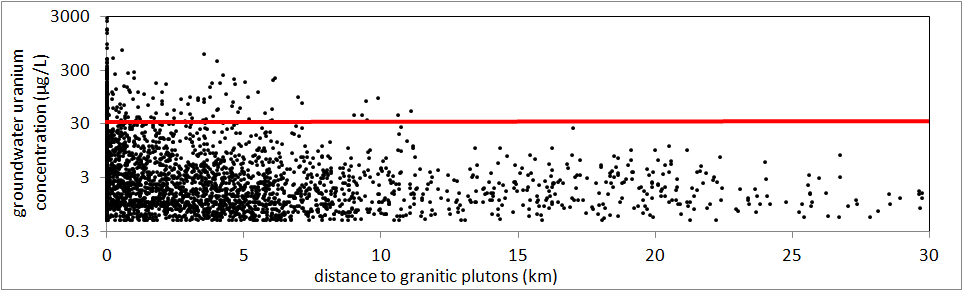 groundwater uranium
concentration (µg/L)
3000
300
30
3
0.3
0 5 10 15 20 25 30
distance to granitic plutons (km)